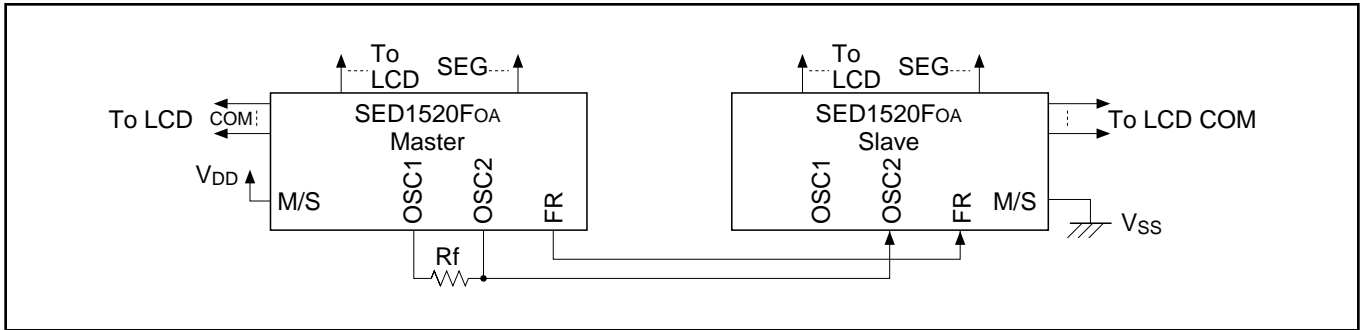 To
LCD
SEG
To
LCD
SEG
To LCD
COM
SED1520FOA
Master
SED1520FOA
Slave
To LCD COM
VDD
M/S
OSC1
OSC2
FR
OSC1
OSC2
FR
M/S
VSS
Rf